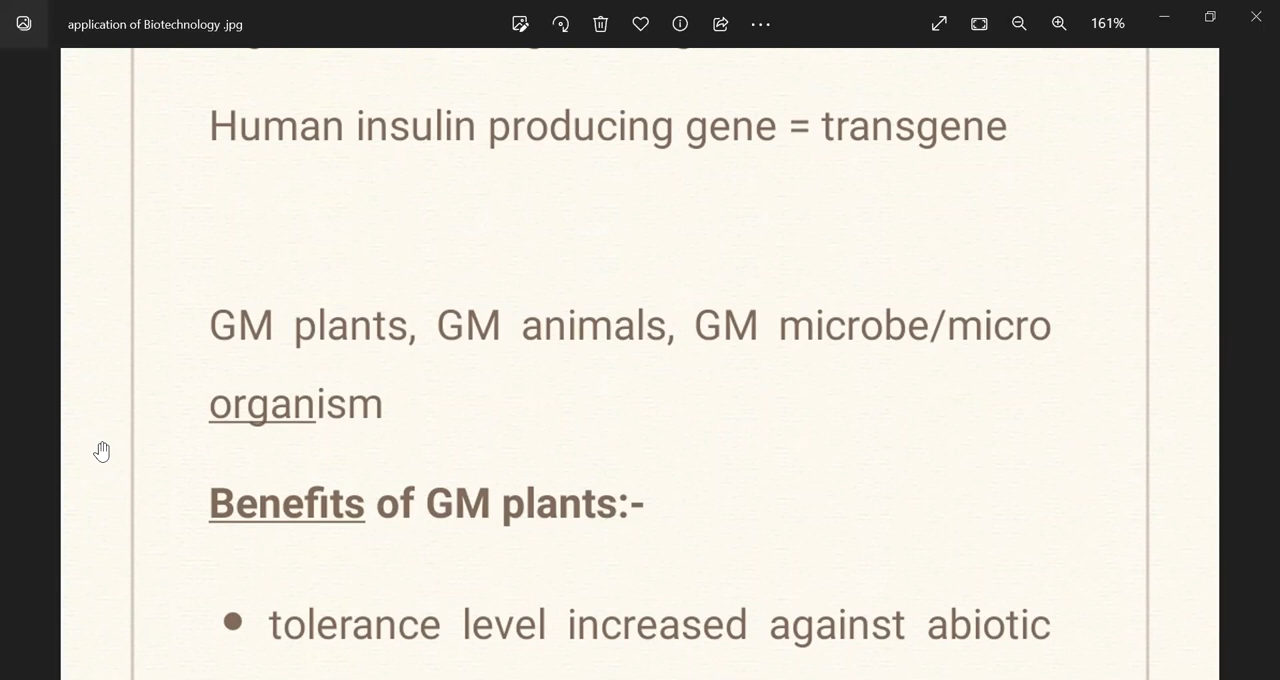 application of Biotechnology .jpg
161%
Human insulin producing gene = transgene
GM plants, GM animals, GM microbe/micro
organism
Benefits of GM plants:-
• tolerance level increased against abiotic